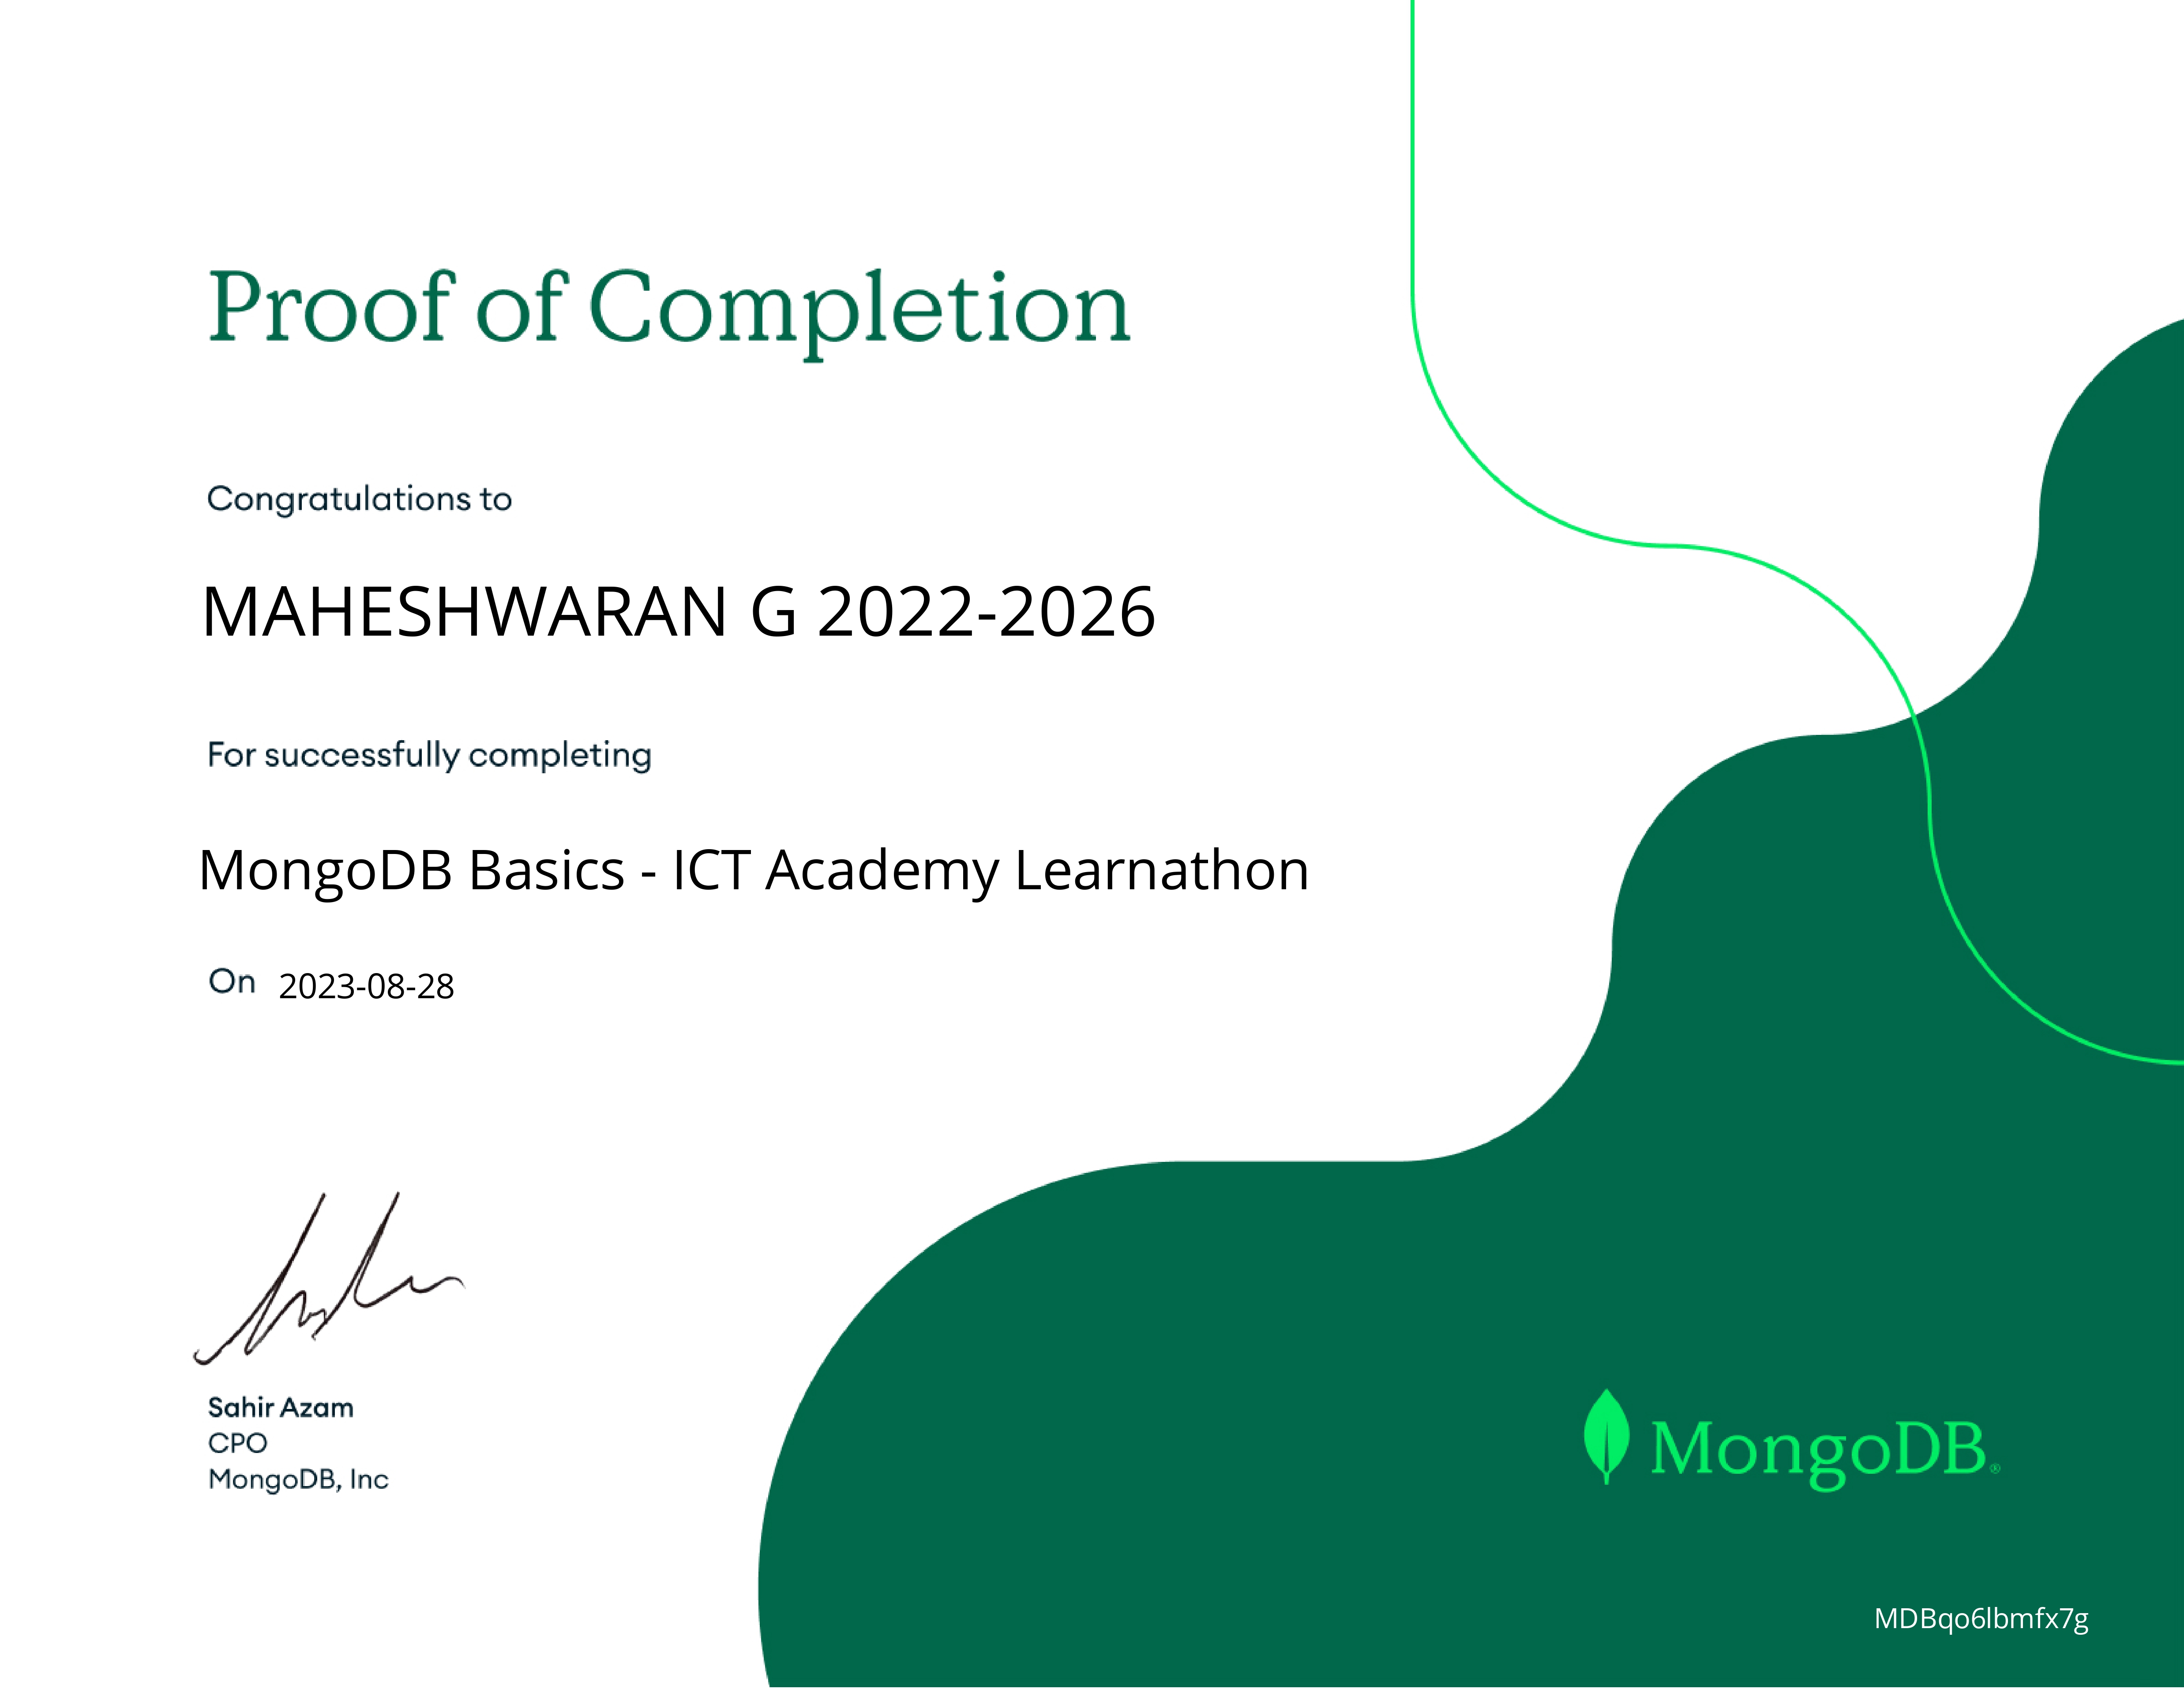 Proof of Completion
Congratulations to
MAHESHWARAN G 2022-2026
For successfully completing
MongoDB Basics - ICT Academy Learnathon
On 2023-08-28
Sahir Azam
CPO
MongoDB, Inc
MongoDB®
MDBqo6lbmfx7g